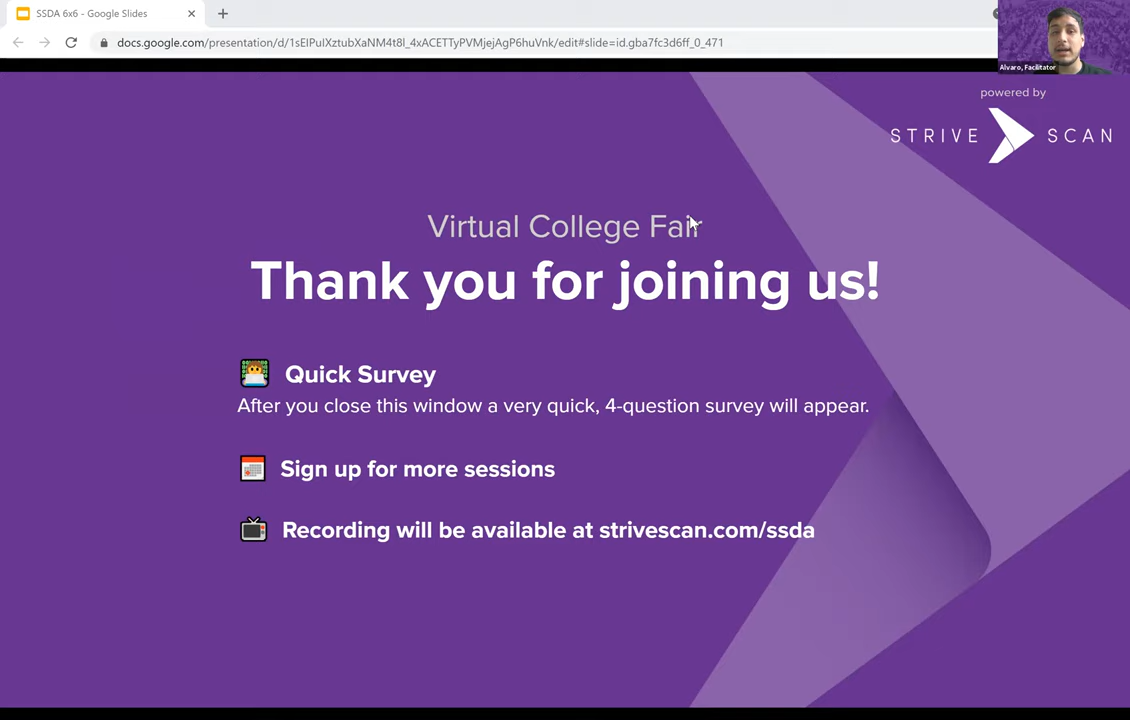 SSDA 6x6 - Google Slides
docs.google.com/presentation/d/1sEIPuIXztubXaNM4t8l_4xACETTyPVMjejAgP6huVnk/edit#slide=id.gba7fc3d6ff_0_471
Alvaro, Facilitator
powered by
STRIVE SCAN
Virtual College Fair
Thank you for joining us!
Quick Survey
After you close this window a very quick, 4-question survey will appear.
Sign up for more sessions
Recording will be available at strivescan.com/ssda